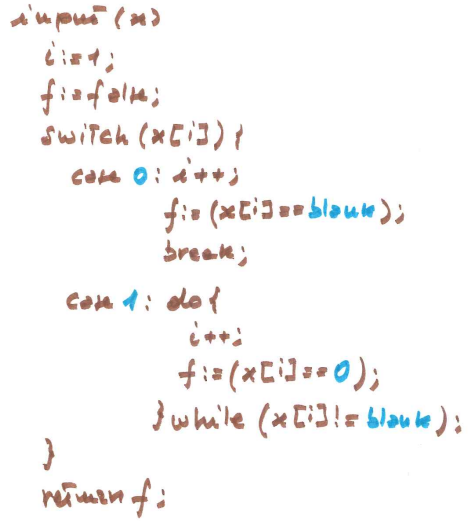 input (x)
i:=1;
f:=false;
switch (x[i]) {
case 0: i++;
f:=(x[i]==blank);
break;
case 1: do {
i++;
f:=(x[i]==0);
} while (x[i]!=blank);
}
return f;